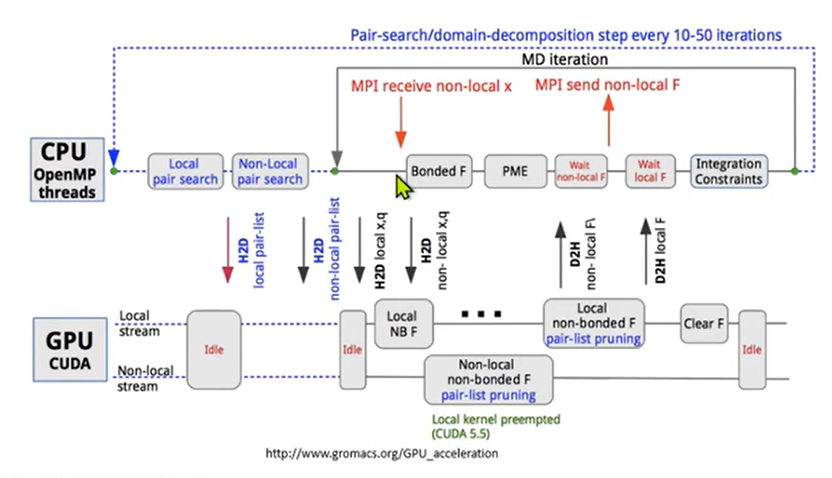 Pair-search/domain-decomposition step every 10-50 iterations
MD iteration
MPI receive non-local x
MPI send non-local F
CPU
OpenMP
threads
Local
pair search
Non-Local
pair search
Bonded F
PME
Wait
non-local F
Wait
local F
Integration
Constraints
H2D
local pair-list
H2D
non-local pair-list
H2D local x,q
H2D
non- local x,q
D2H
non- local F\
D2H local F
GPU
CUDA
Local
stream
Non-local
stream
Idle
Idle
Local
NB F
...
Local
non-bonded F
pair-list pruning
Clear F
Idle
Non-local
non-bonded F
pair-list pruning
Local kernel preempted
(CUDA 5.5)
http://www.gromacs.org/GPU_acceleration